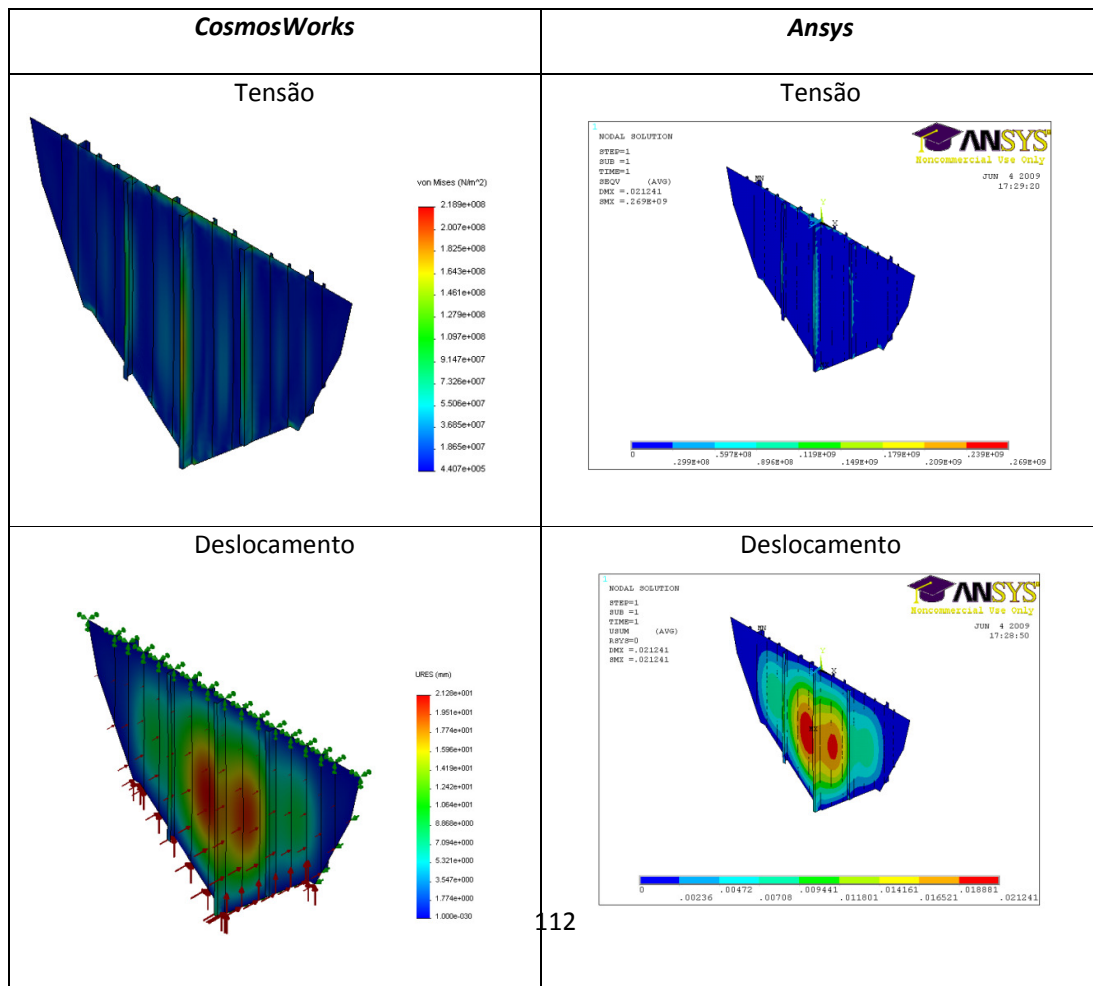 CosmosWorks
Ansys
Tensão
von Mises (N/m^2)
2.189e+008
2.007e+008
1.825e+008
1.643e+008
1.461e+008
1.279e+008
1.097e+008
9.147e+007
7.326e+007
5.506e+007
3.685e+007
1.865e+007
4.407e+005
Tensão
1
NODAL SOLUTION
STEP=1
SUB =1
TIME=1
SEQV (AVG)
DMX =.021241
SMX =.269E+09
ANSYS
Noncommercial Use Only
JUN 4 2009
17:29:20
MN
Y
X
0 .597E+08 .119E+09 .179E+09 .239E+09
.299E+08 .896E+08 .149E+09 .209E+09 .269E+09
Deslocamento
URES (mm)
2.128e+001
1.951e+001
1.774e+001
1.596e+001
1.419e+001
1.242e+001
1.064e+001
8.868e+000
7.094e+000
5.321e+000
3.547e+000
1.774e+000
1.000e-030
Deslocamento
1
NODAL SOLUTION
STEP=1
SUB =1
TIME=1
USUM (AVG)
RSYS=0
DMX =.021241
SMX =.021241
ANSYS
Noncommercial Use Only
JUN 4 2009
17:28:50
MN
Y
X
MX
0 .00472 .009441 .014161 .018881
.00236 .00708 .011801 .016521 .021241
112